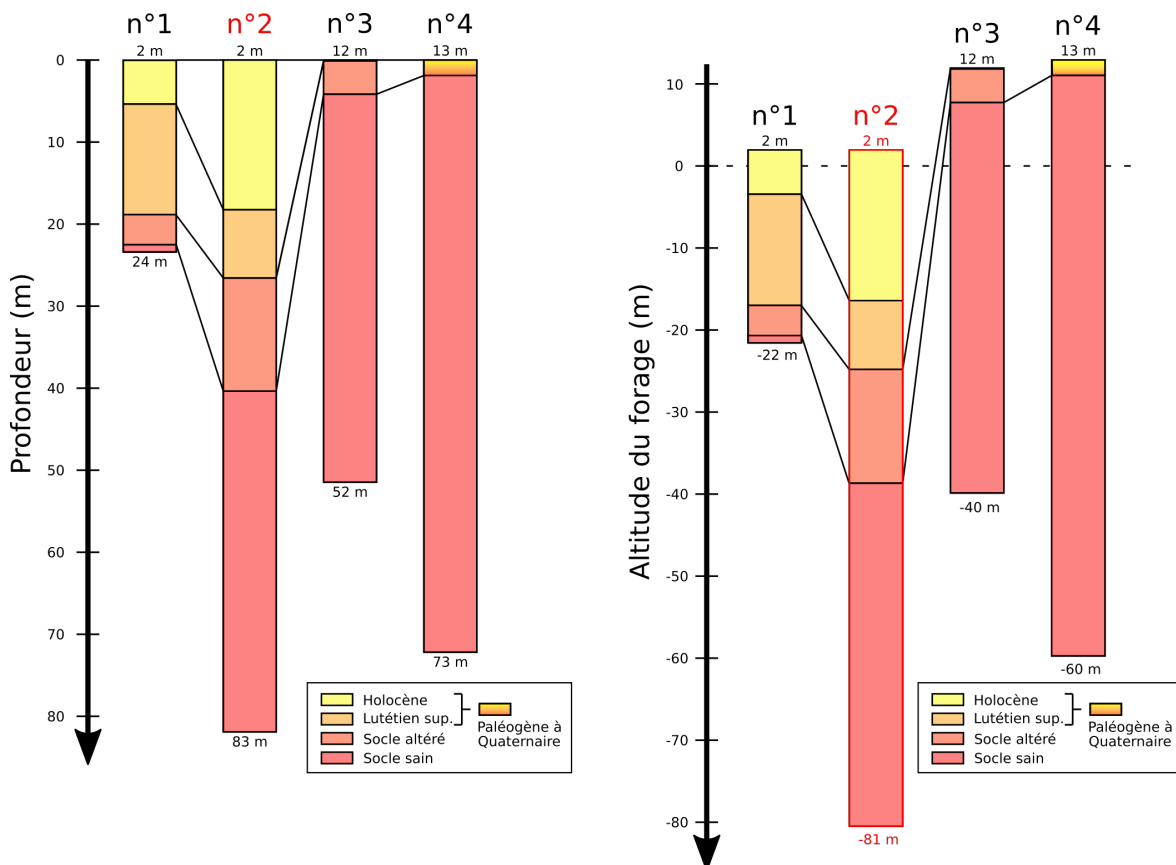 n°1
n°2
n°3
n°4
2 m
2 m
12 m
13 m
0
10
20
30
40
50
60
70
80
Profondeur (m)
24 m
83 m
52 m
73 m
Holocène
Lutétien sup.
Socle altéré
Socle sain
Paléogène à
Quaternaire
n°1
n°2
n°3
n°4
2 m
2 m
12 m
13 m
10
0
-10
-20
-30
-40
-50
-60
-70
-80
Altitude du forage (m)
-22 m
-81 m
-40 m
-60 m
Holocène
Lutétien sup.
Socle altéré
Socle sain
Paléogène à
Quaternaire